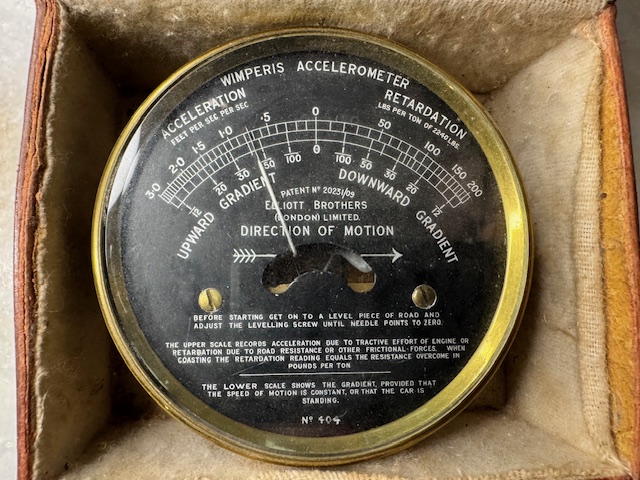 WIMPERIS ACCELEROMETER
ACCELERATION
FEET PER SEC PER SEC
RETARDATION
LBS PER TON OF 2240 LBS.
3·0 2·0 1·5 1·0 ·5 0 50 100 150 200
12 20 30 50 100 0 100 50 30 20 12
UPWARD GRADIENT
DOWNWARD GRADIENT
PATENT Nº 20231/09
ELLIOTT BROTHERS
(LONDON) LIMITED.
DIRECTION OF MOTION
BEFORE STARTING GET ON TO A LEVEL PIECE OF ROAD AND
ADJUST THE LEVELLING SCREW UNTIL NEEDLE POINTS TO ZERO.
THE UPPER SCALE RECORDS ACCELERATION DUE TO TRACTIVE EFFORT OF ENGINE OR
RETARDATION DUE TO ROAD RESISTANCE OR OTHER FRICTIONAL-FORCES. WHEN
COASTING THE RETARDATION READING EQUALS THE RESISTANCE OVERCOME IN
POUNDS PER TON
THE LOWER SCALE SHOWS THE GRADIENT, PROVIDED THAT
THE SPEED OF MOTION IS CONSTANT, OR THAT THE CAR IS
STANDING.
Nº 404